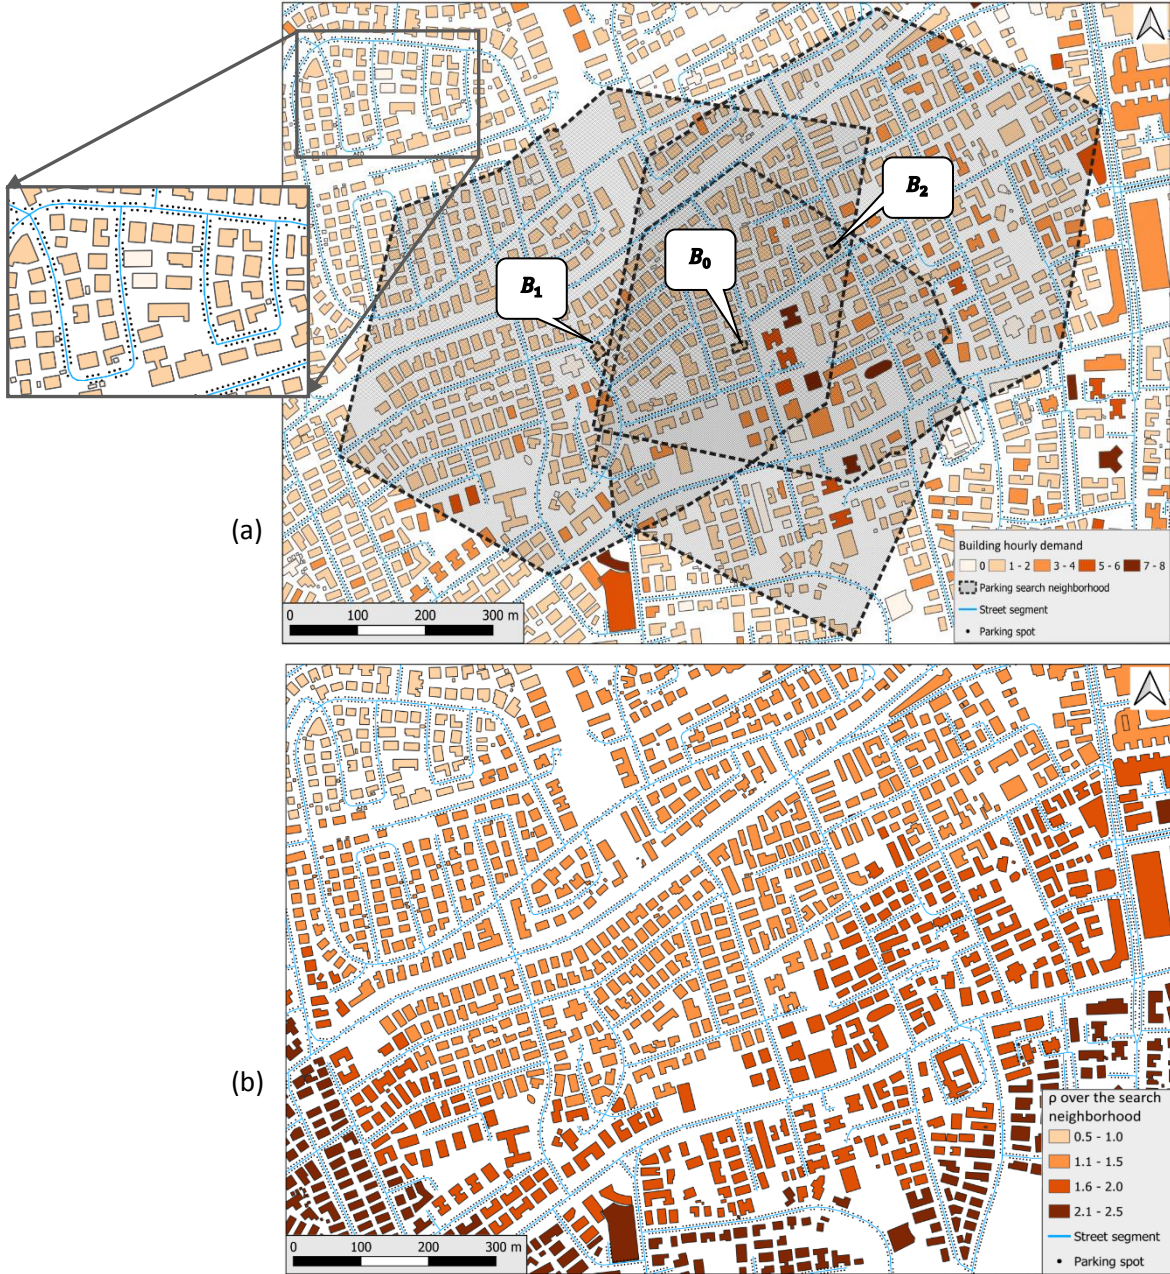 B₂
B₀
B₁
(a)
Building hourly demand
0 1 - 2 3 - 4 5 - 6 7 - 8
Parking search neighborhood
Street segment
Parking spot
0 100 200 300 m
(b)
ρ over the search
neighborhood
0.5 - 1.0
1.1 - 1.5
1.6 - 2.0
2.1 - 2.5
Street segment
Parking spot
0 100 200 300 m